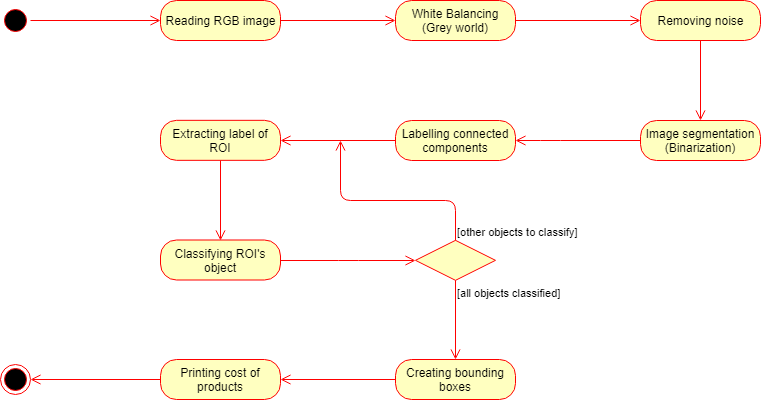 Reading RGB image
White Balancing
(Grey world)
Removing noise
Extracting label of
ROI
Labelling connected
components
Image segmentation
(Binarization)
[other objects to classify]
Classifying ROI's
object
[all objects classified]
Printing cost of
products
Creating bounding
boxes